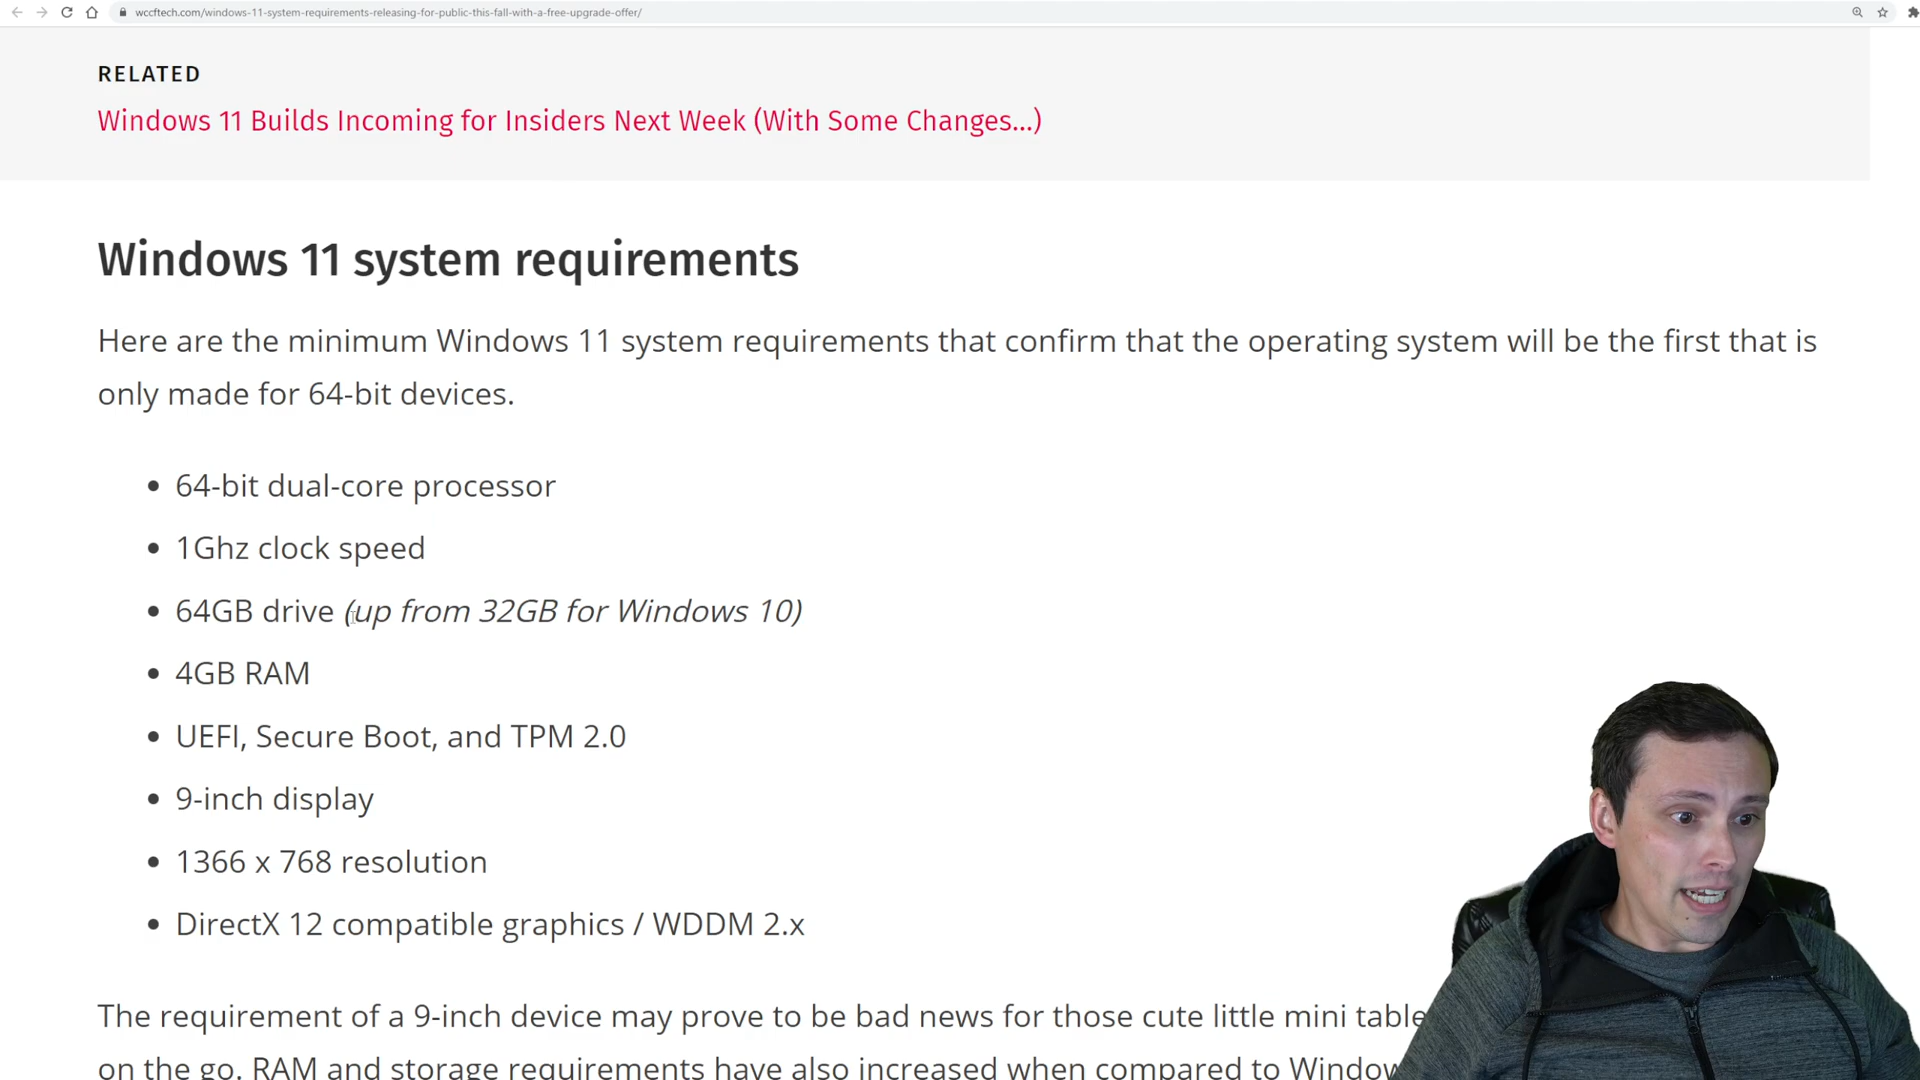 wccftech.com/windows-11-system-requirements-releasing-for-public-this-fall-with-a-free-upgrade-offer/
RELATED
Windows 11 Builds Incoming for Insiders Next Week (With Some Changes...)
Windows 11 system requirements
Here are the minimum Windows 11 system requirements that confirm that the operating system will be the first that is
only made for 64-bit devices.
• 64-bit dual-core processor
• 1Ghz clock speed
• 64GB drive (up from 32GB for Windows 10)
• 4GB RAM
• UEFI, Secure Boot, and TPM 2.0
• 9-inch display
• 1366 x 768 resolution
• DirectX 12 compatible graphics / WDDM 2.x
The requirement of a 9-inch device may prove to be bad news for those cute little mini table
on the go. RAM and storage requirements have also increased when compared to Window